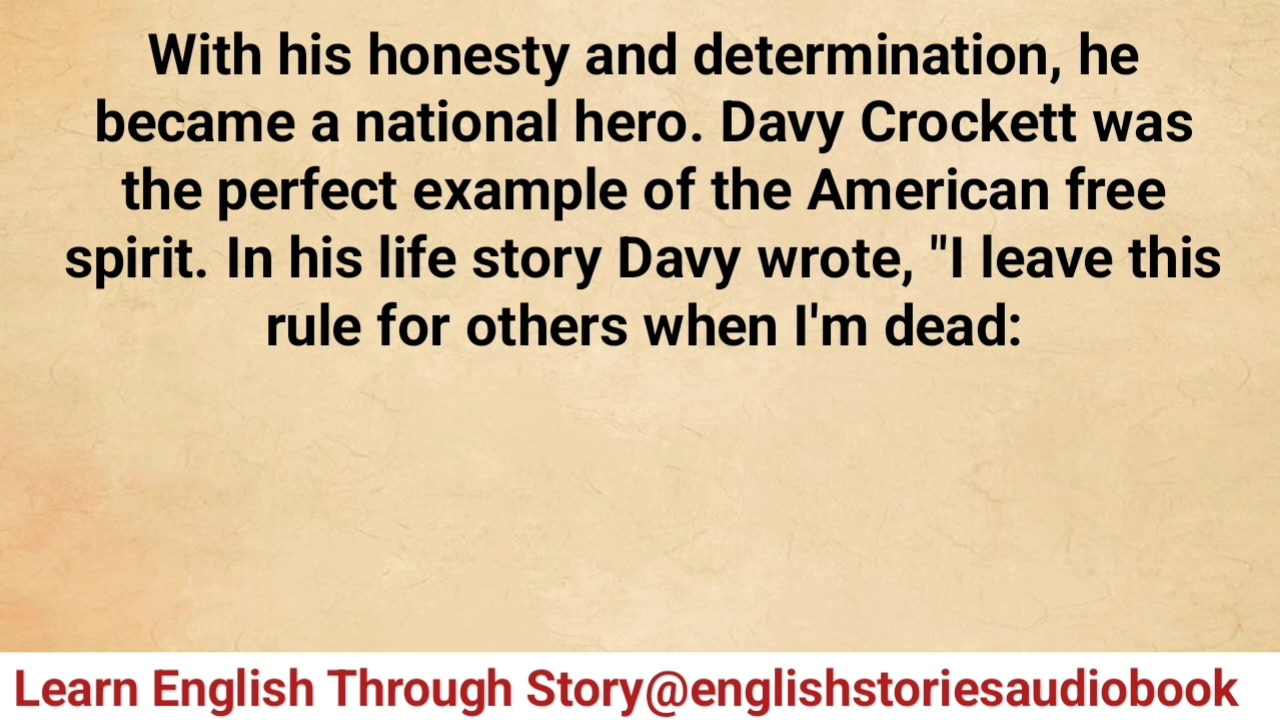 With his honesty and determination, he
became a national hero. Davy Crockett was
the perfect example of the American free
spirit. In his life story Davy wrote, "I leave this
rule for others when I'm dead:
Learn English Through Story@englishstoriesaudiobook